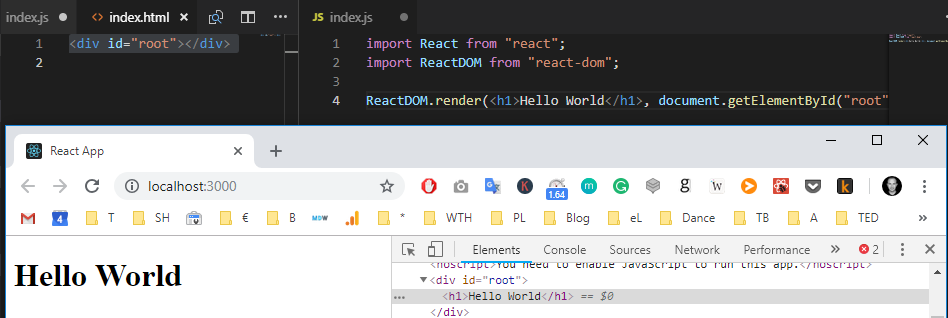 index.js
index.html
1 <div id="root"></div>
2
index.js
1 import React from "react";
2 import ReactDOM from "react-dom";
3
4 ReactDOM.render(<h1>Hello World</h1>, document.getElementById("root"
React App
localhost:3000
1.64
4 T SH € B MDW * WTH PL Blog eL Dance TB A TED
Hello World
Elements Console Sources Network Performance 2
<noscript>You need to enable JavaScript to run this app.</noscript>
<div id="root">
<h1>Hello World</h1> == $0
</div>